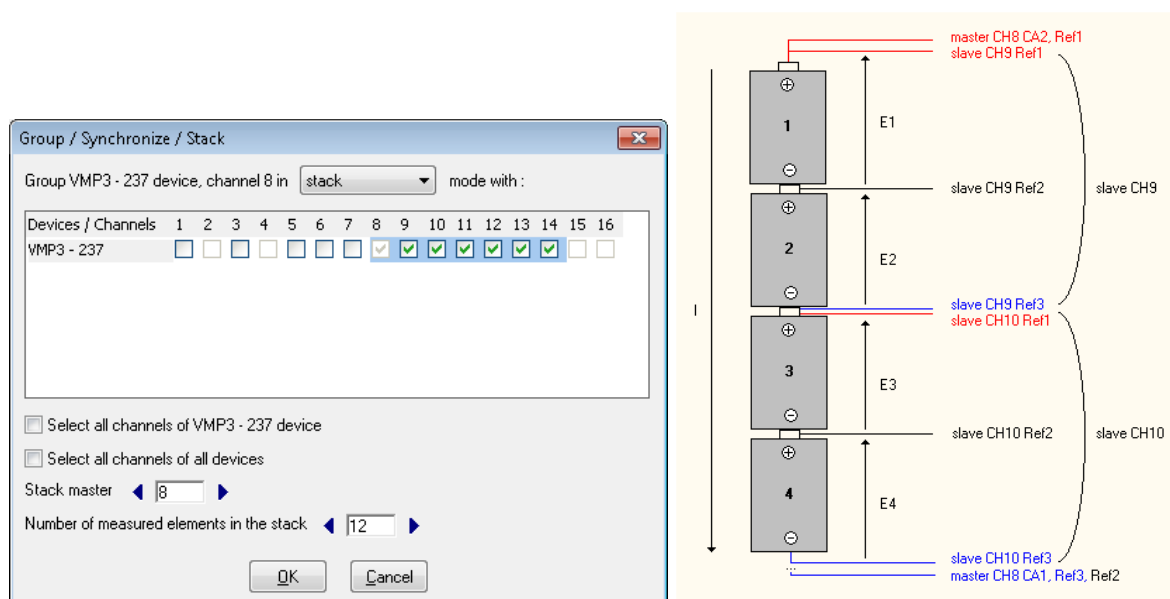 Group / Synchronize / Stack
Group VMP3 - 237 device, channel 8 in stack mode with :
Devices / Channels 1 2 3 4 5 6 7 8 9 10 11 12 13 14 15 16
VMP3 - 237
Select all channels of VMP3 - 237 device
Select all channels of all devices
Stack master 8
Number of measured elements in the stack 12
OK Cancel
master CH8 CA2, Ref1
slave CH9 Ref1
1
E1
slave CH9 Ref2
slave CH9
2
E2
I
slave CH9 Ref3
slave CH10 Ref1
3
E3
slave CH10 Ref2
slave CH10
4
E4
slave CH10 Ref3
...
master CH8 CA1, Ref3, Ref2